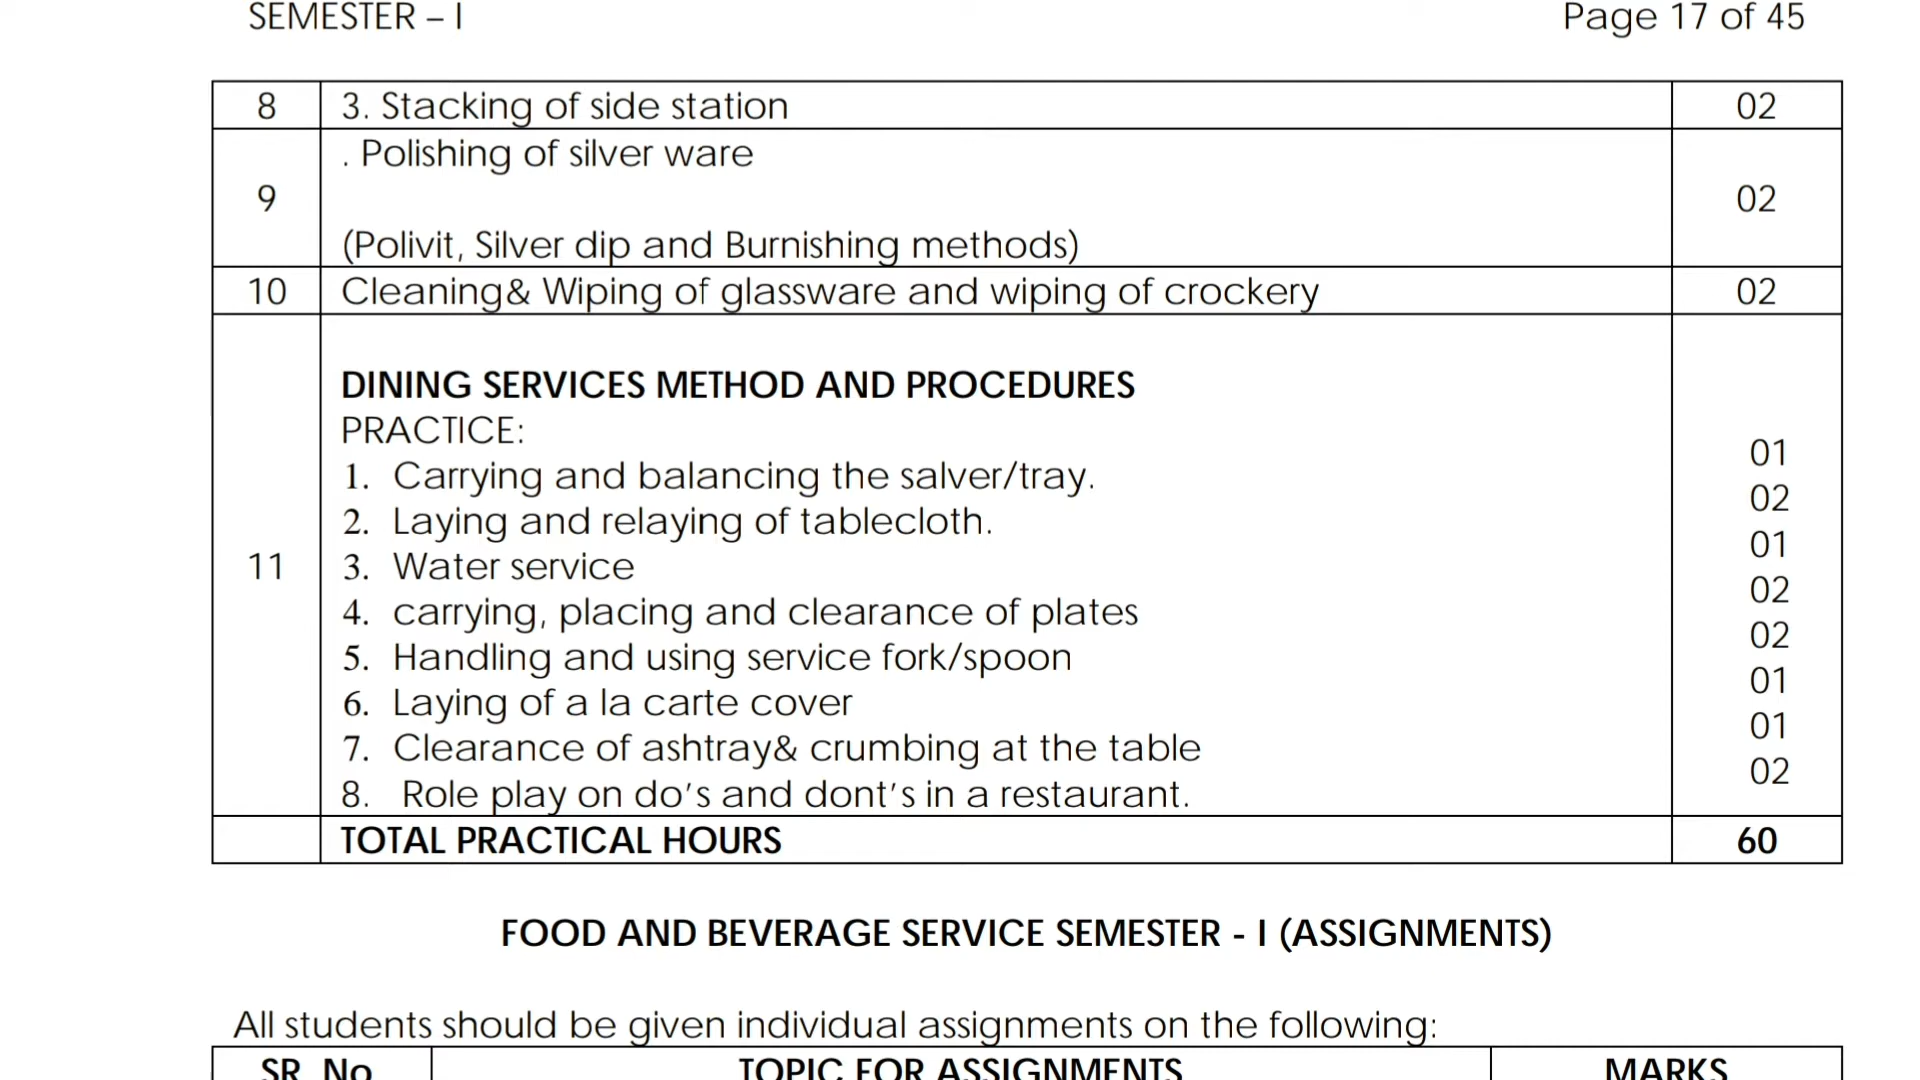 SEMESTER – I Page 17 of 45
8 3. Stacking of side station 02
. Polishing of silver ware
9 02
(Polivit, Silver dip and Burnishing methods)
10 Cleaning& Wiping of glassware and wiping of crockery 02
DINING SERVICES METHOD AND PROCEDURES
PRACTICE:
01
1. Carrying and balancing the salver/tray.
02
2. Laying and relaying of tablecloth.
01
11 3. Water service
02
4. carrying, placing and clearance of plates
02
5. Handling and using service fork/spoon
01
6. Laying of a la carte cover
01
7. Clearance of ashtray& crumbing at the table
02
8. Role play on do's and dont's in a restaurant.
TOTAL PRACTICAL HOURS 60
FOOD AND BEVERAGE SERVICE SEMESTER - I (ASSIGNMENTS)
All students should be given individual assignments on the following:
SR. No TOPIC FOR ASSIGNMENTS MARKS